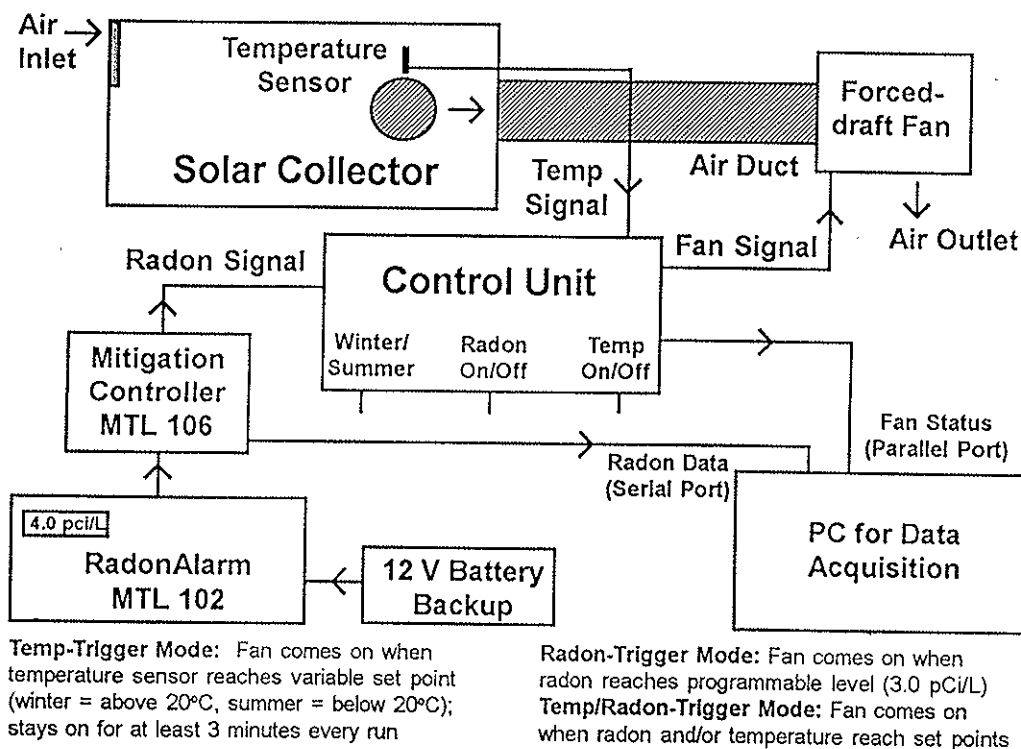 Air
Inlet
Temperature
Sensor
Solar Collector
Forced-
draft Fan
Air Duct
Temp
Signal
Air Outlet
Fan Signal
Radon Signal
Control Unit
Winter/
Summer
Radon
On/Off
Temp
On/Off
Mitigation
Controller
MTL 106
Fan Status
(Parallel Port)
Radon Data
(Serial Port)
4.0 pci/L
RadonAlarm
MTL 102
12 V Battery
Backup
PC for Data
Acquisition
Temp-Trigger Mode: Fan comes on when
temperature sensor reaches variable set point
(winter = above 20°C, summer = below 20°C);
stays on for at least 3 minutes every run
Radon-Trigger Mode: Fan comes on when
radon reaches programmable level (3.0 pCi/L)
Temp/Radon-Trigger Mode: Fan comes on
when radon and/or temperature reach set points